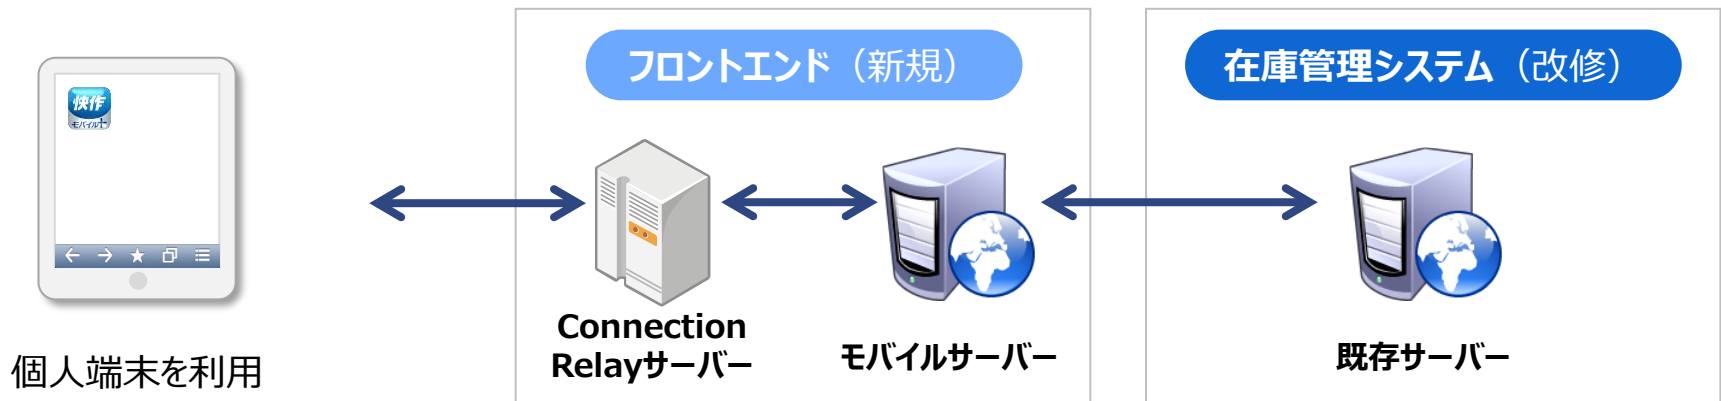 フロントエンド（新規）
在庫管理システム（改修）
快作
モバイル+
Connection
Relayサーバー
モバイルサーバー
既存サーバー
個人端末を利用